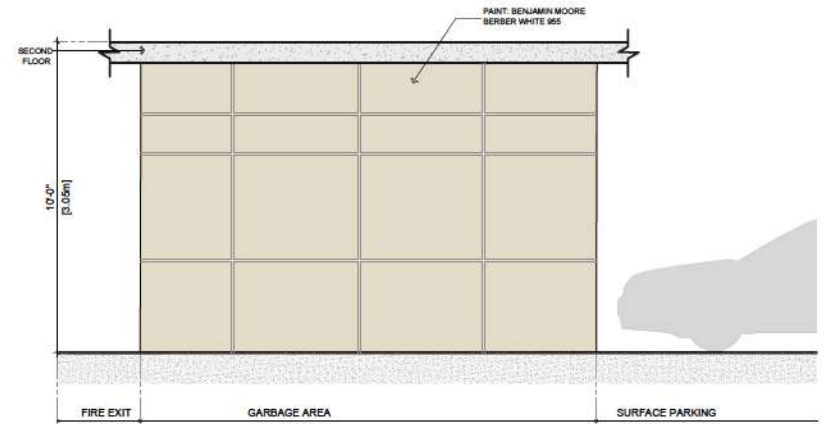 PAINT: BENJAMIN MOORE
BERBER WHITE 955
SECOND
FLOOR
10'-0"
[3.05m]
FIRE EXIT
GARBAGE AREA
SURFACE PARKING